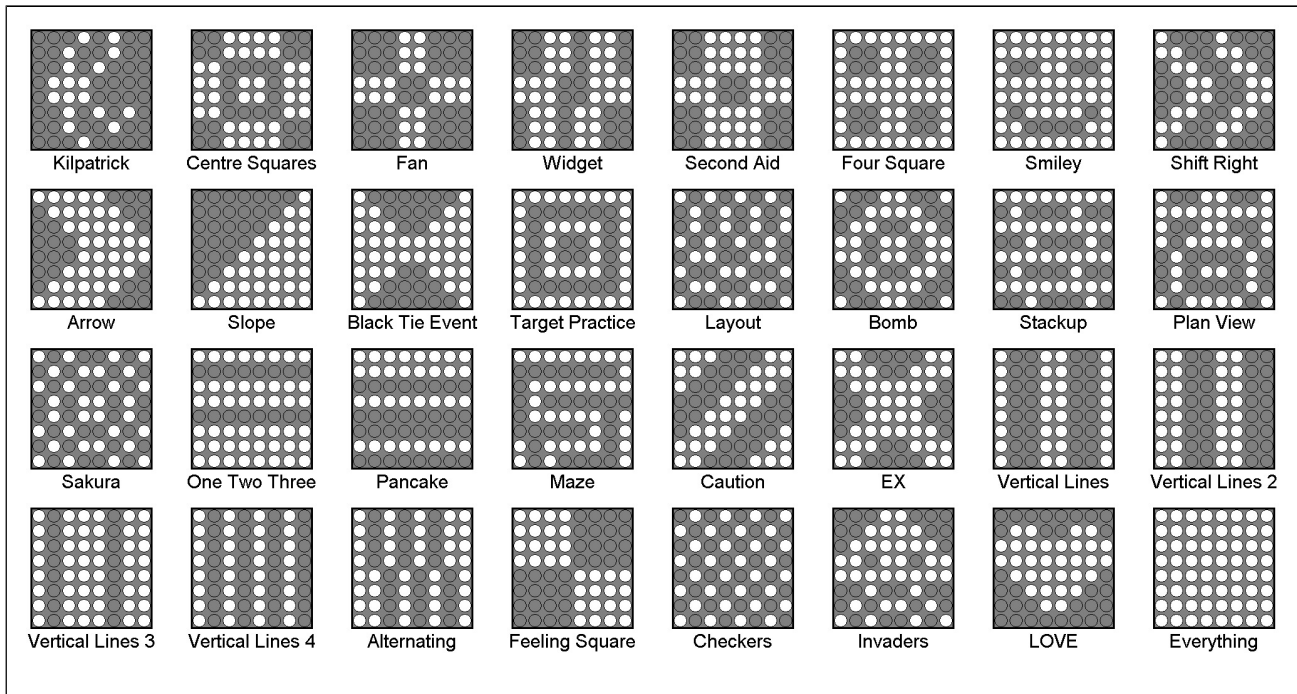 Kilpatrick Centre Squares Fan Widget Second Aid Four Square Smiley Shift Right
Arrow Slope Black Tie Event Target Practice Layout Bomb Stackup Plan View
Sakura One Two Three Pancake Maze Caution EX Vertical Lines Vertical Lines 2
Vertical Lines 3 Vertical Lines 4 Alternating Feeling Square Checkers Invaders LOVE Everything